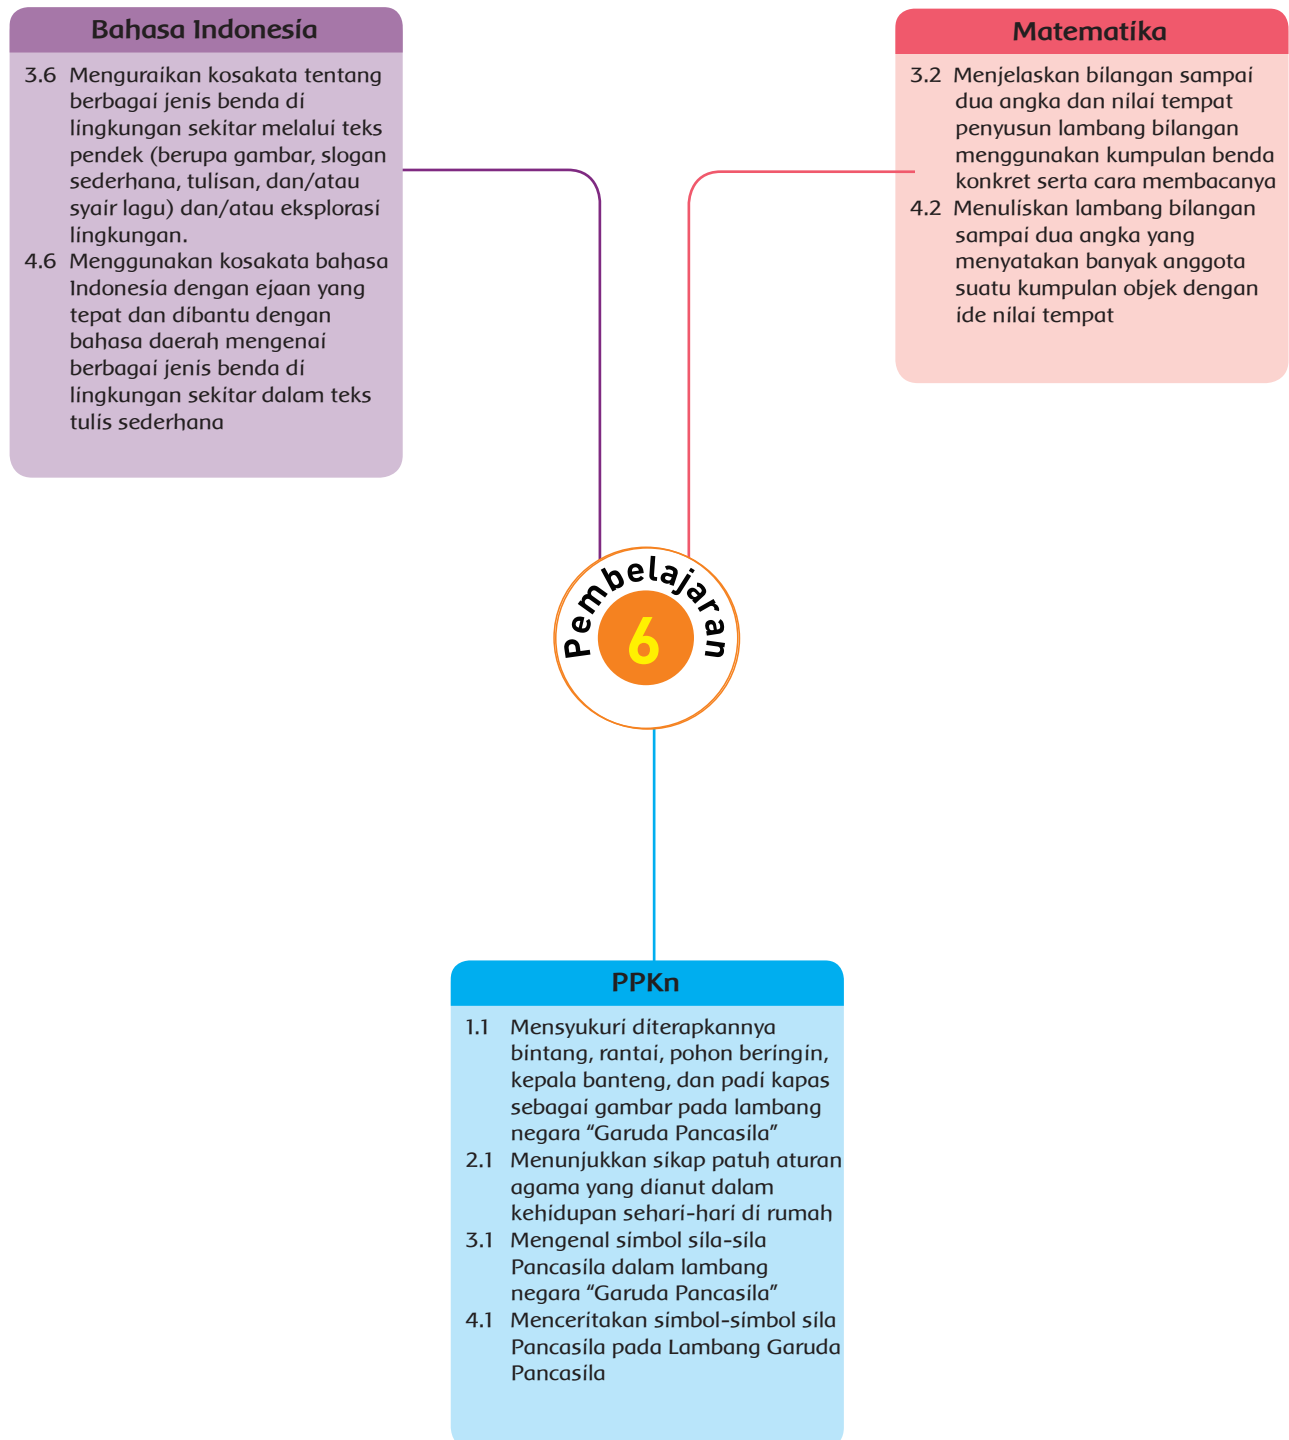 Bahasa Indonesia
3.6 Menguraikan kosakata tentang
berbagai jenis benda di
lingkungan sekitar melalui teks
pendek (berupa gambar, slogan
sederhana, tulisan, dan/atau
syair lagu) dan/atau eksplorasi
lingkungan.
4.6 Menggunakan kosakata bahasa
Indonesia dengan ejaan yang
tepat dan dibantu dengan
bahasa daerah mengenai
berbagai jenis benda di
lingkungan sekitar dalam teks
tulis sederhana
Matematika
3.2 Menjelaskan bilangan sampai
dua angka dan nilai tempat
penyusun lambang bilangan
menggunakan kumpulan benda
konkret serta cara membacanya
4.2 Menuliskan lambang bilangan
sampai dua angka yang
menyatakan banyak anggota
suatu kumpulan objek dengan
ide nilai tempat
Pembelajaran
6
PPKn
1.1 Mensyukuri diterapkannya
bintang, rantai, pohon beringin,
kepala banteng, dan padi kapas
sebagai gambar pada lambang
negara “Garuda Pancasila”
2.1 Menunjukkan sikap patuh aturan
agama yang dianut dalam
kehidupan sehari-hari di rumah
3.1 Mengenal simbol sila-sila
Pancasila dalam lambang
negara “Garuda Pancasila”
4.1 Menceritakan simbol-simbol sila
Pancasila pada Lambang Garuda
Pancasila